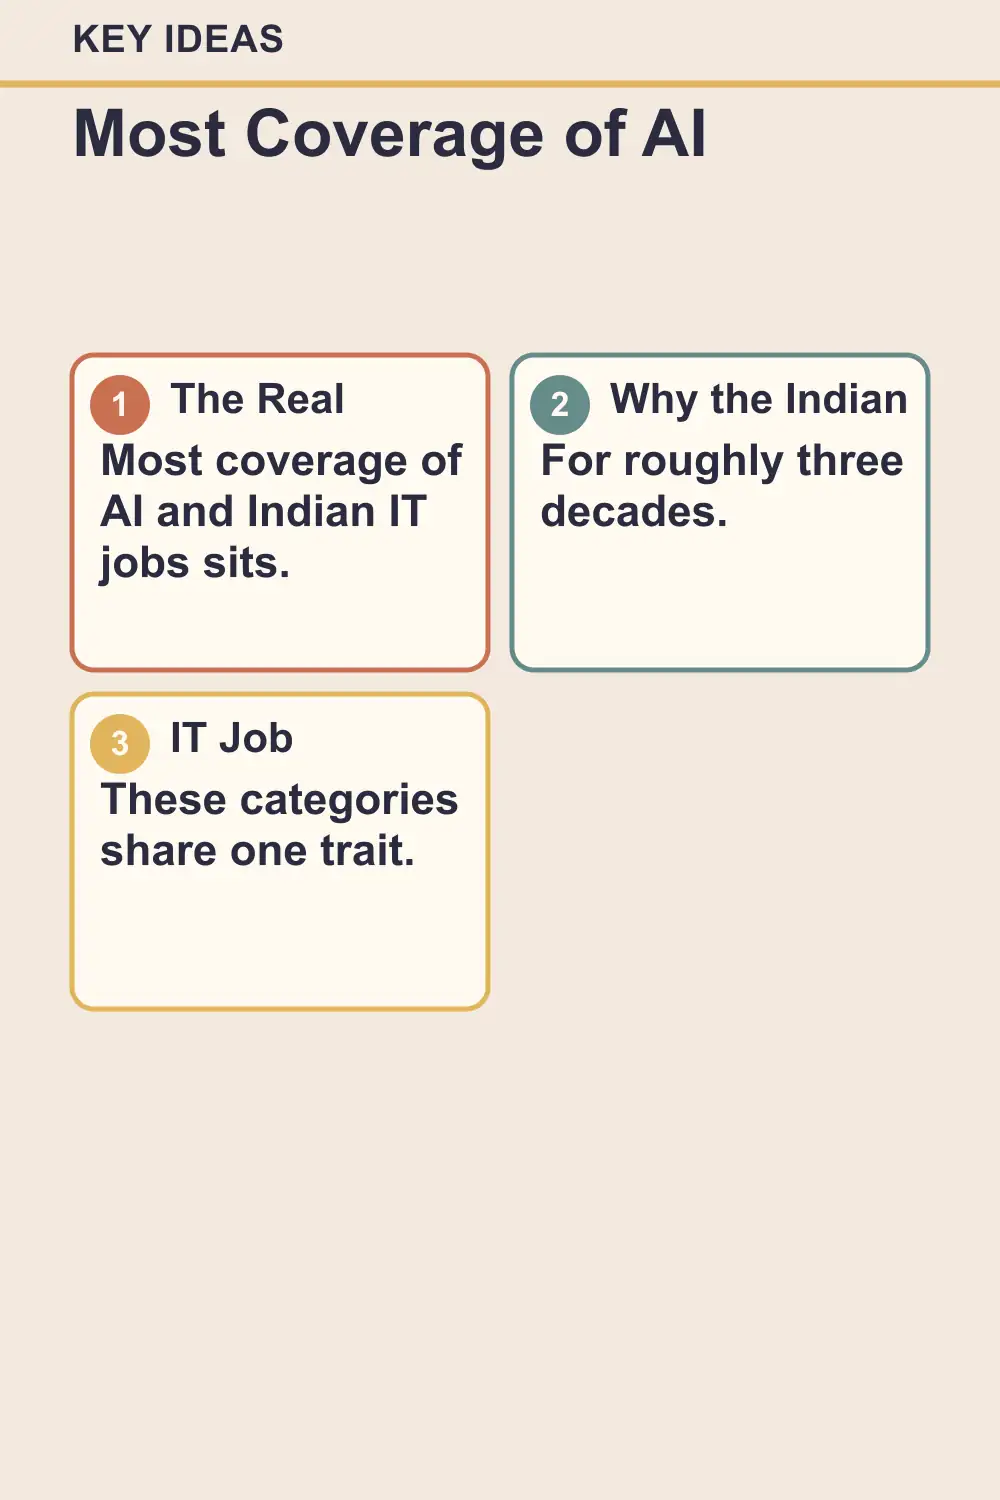 KEY IDEAS
Most Coverage of AI
1 The Real
Most coverage of
AI and Indian IT
jobs sits.
2 Why the Indian
For roughly three
decades.
3 IT Job
These categories
share one trait.